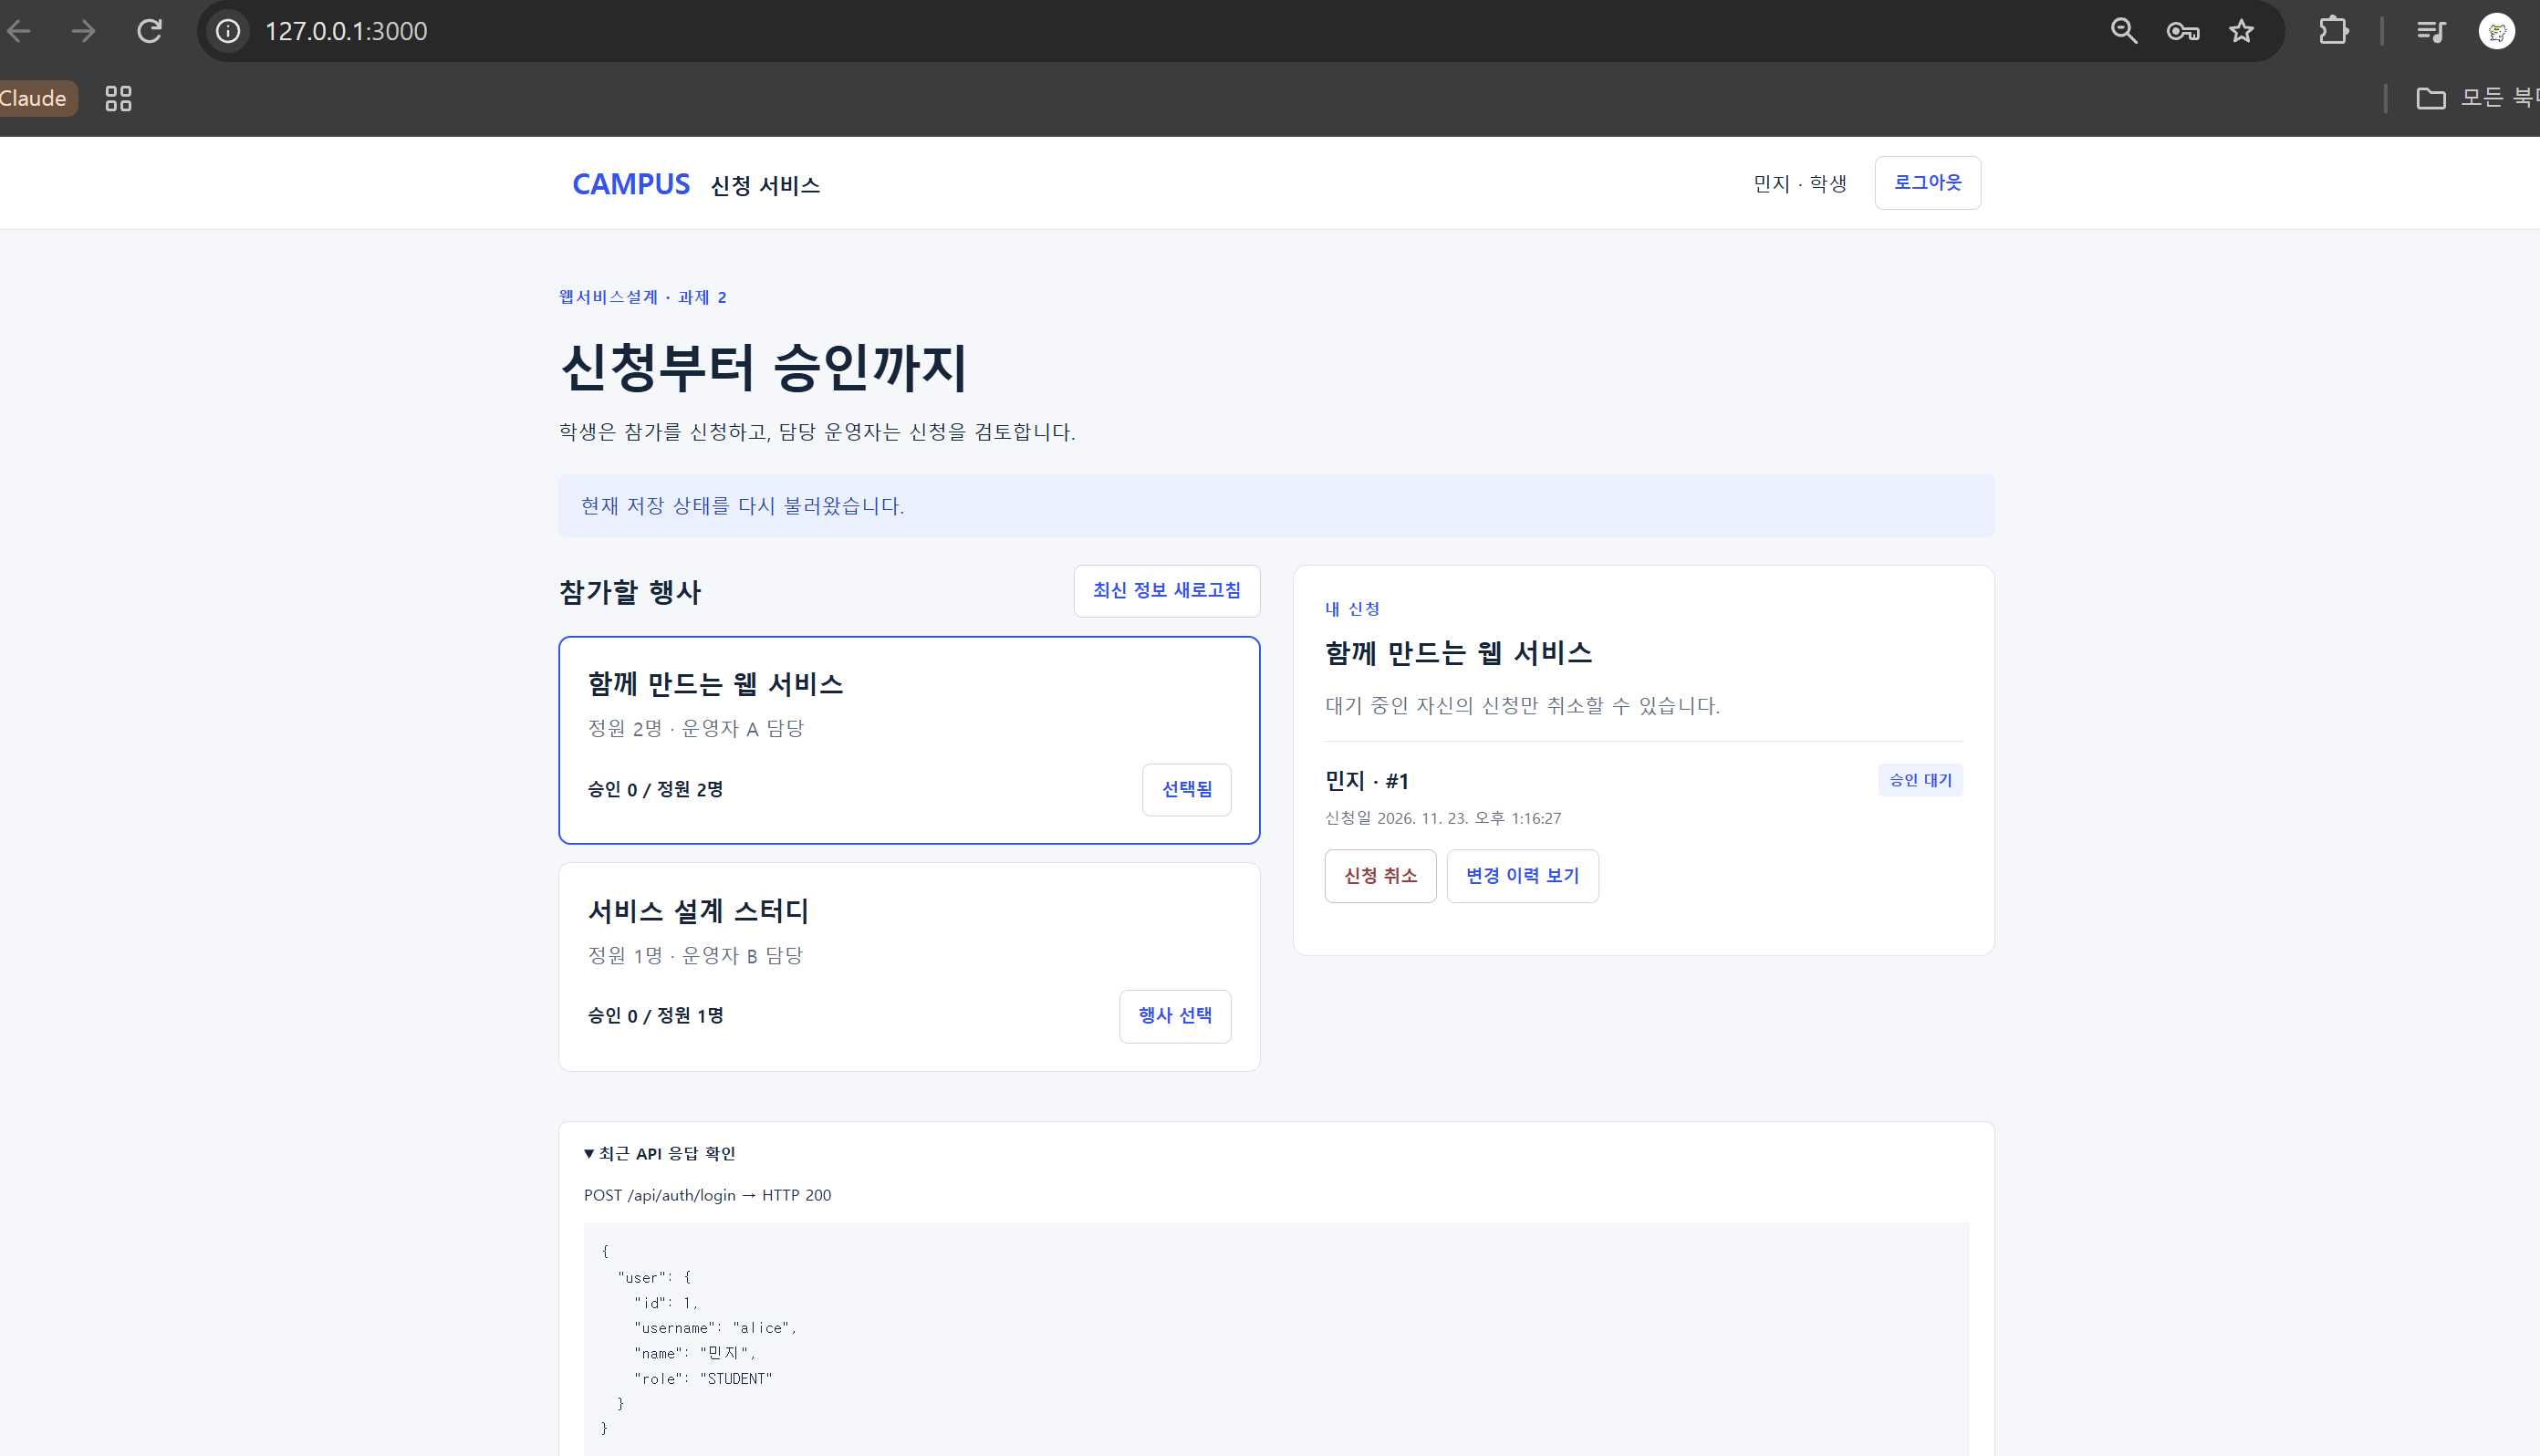 127.0.0.1:3000
Claude
모든 북
CAMPUS 신청 서비스
민지 · 학생
로그아웃
웹서비스설계 · 과제 2
신청부터 승인까지
학생은 참가를 신청하고, 담당 운영자는 신청을 검토합니다.
현재 저장 상태를 다시 불러왔습니다.
참가할 행사
최신 정보 새로고침
함께 만드는 웹 서비스
정원 2명 · 운영자 A 담당
승인 0 / 정원 2명
선택됨
서비스 설계 스터디
정원 1명 · 운영자 B 담당
승인 0 / 정원 1명
행사 선택
내 신청
함께 만드는 웹 서비스
대기 중인 자신의 신청만 취소할 수 있습니다.
민지 · #1
승인 대기
신청일 2026. 11. 23. 오후 1:16:27
신청 취소
변경 이력 보기
▼ 최근 API 응답 확인
POST /api/auth/login → HTTP 200
{
"user": {
"id": 1,
"username": "alice",
"name": "민지",
"role": "STUDENT"
}
}